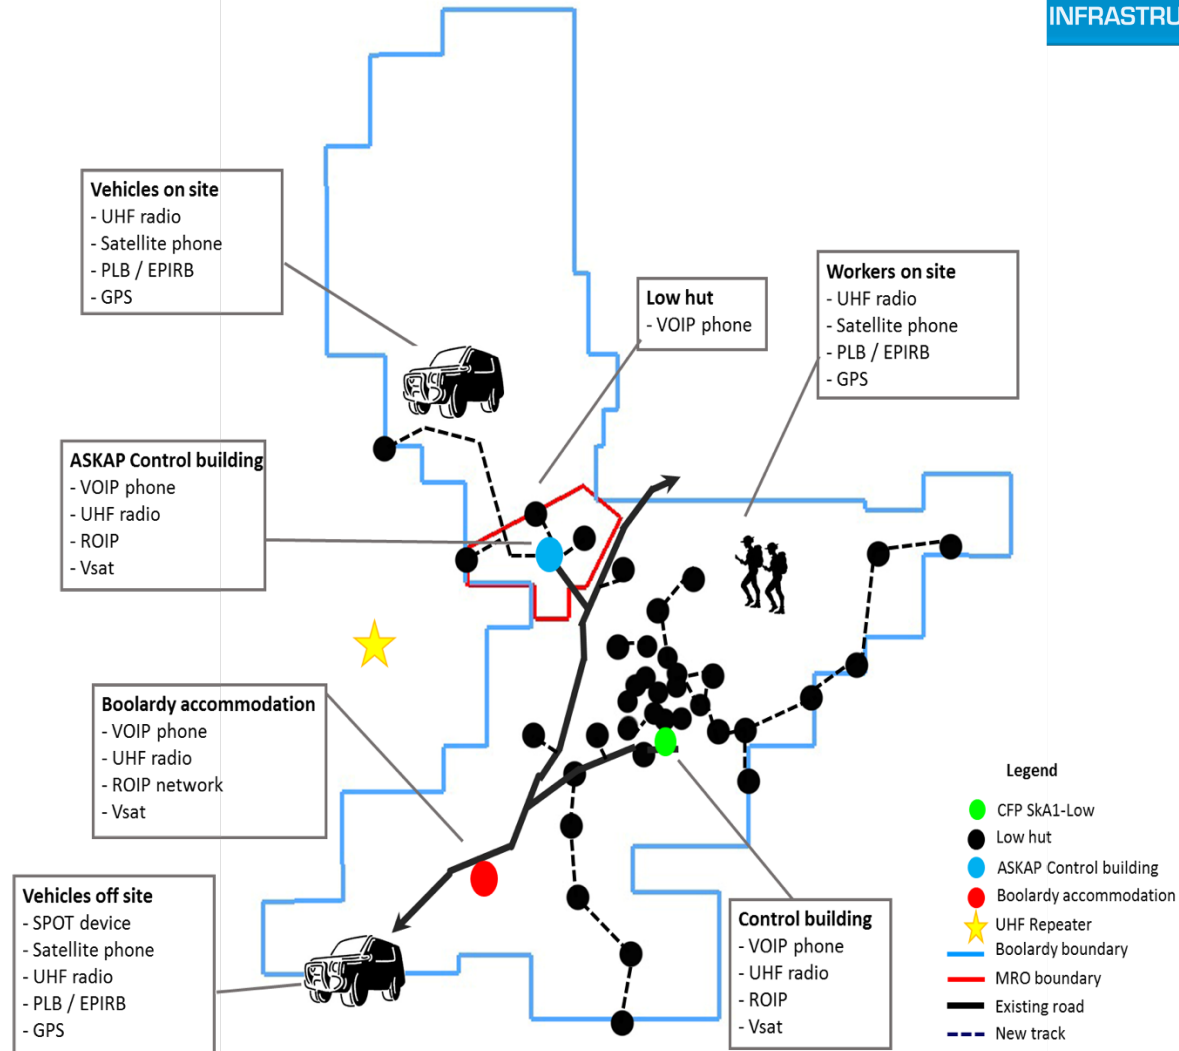 INFRASTRU
Vehicles on site
- UHF radio
- Satellite phone
- PLB / EPIRB
- GPS
Low hut
- VOIP phone
Workers on site
- UHF radio
- Satellite phone
- PLB / EPIRB
- GPS
ASKAP Control building
- VOIP phone
- UHF radio
- ROIP
- Vsat
Boolardy accommodation
- VOIP phone
- UHF radio
- ROIP network
- Vsat
Vehicles off site
- SPOT device
- Satellite phone
- UHF radio
- PLB / EPIRB
- GPS
Control building
- VOIP phone
- UHF radio
- ROIP
- Vsat
Legend
CFP SkA1-Low
Low hut
ASKAP Control building
Boolardy accommodation
UHF Repeater
Boolardy boundary
MRO boundary
Existing road
New track